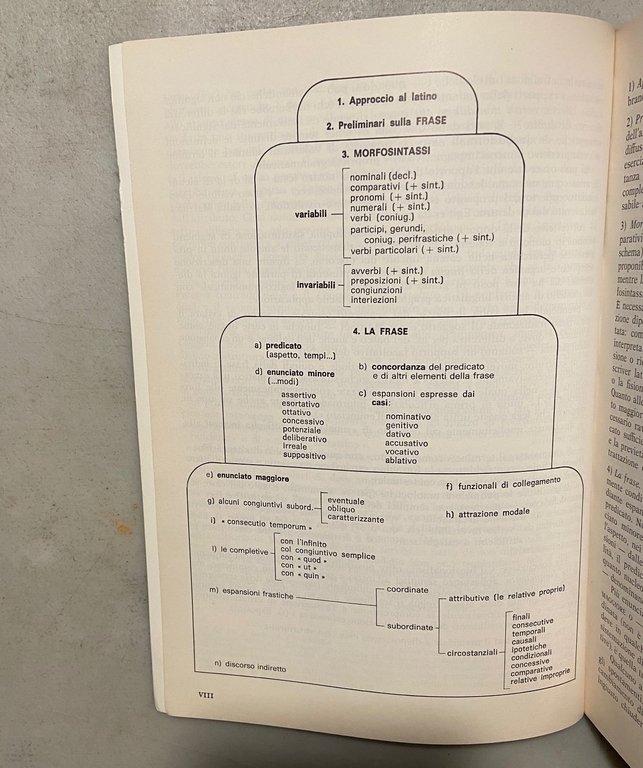 1. Approccio al latino
2. Preliminari sulla FRASE
3. MORFOSINTASSI
variabili
nominali (decl.)
comparativi (+ sint.)
pronomi (+ sint.)
numerali (+ sint.)
verbi (coniug.)
participi, gerundi,
coniug. perifrastiche (+ sint.)
verbi particolari (+ sint.)
invariabili
avverbi (+ sint.)
preposizioni (+ sint.)
congiunzioni
interiezioni
4. LA FRASE
a) predicato
(aspetto, tempi...)
b) concordanza del predicato
e di altri elementi della frase
d) enunciato minore
(...modi)
assertivo
esortativo
ottativo
concessivo
potenziale
deliberativo
irreale
suppositivo
c) espansioni espresse dai
casi:
nominativo
genitivo
dativo
accusativo
vocativo
ablativo
e) enunciato maggiore
f) funzionali di collegamento
g) alcuni congiuntivi subord.
eventuale
obliquo
caratterizzante
h) attrazione modale
i) « consecutio temporum »
l) le completive
con l'infinito
col congiuntivo semplice
con « quod »
con « ut »
con « quin »
m) espansioni frastiche
coordinate
subordinate
attributive (le relative proprie)
circostanziali
finali
consecutive
temporali
causali
ipotetiche
condizionali
concessive
comparative
relative improprie
n) discorso indiretto
VIII